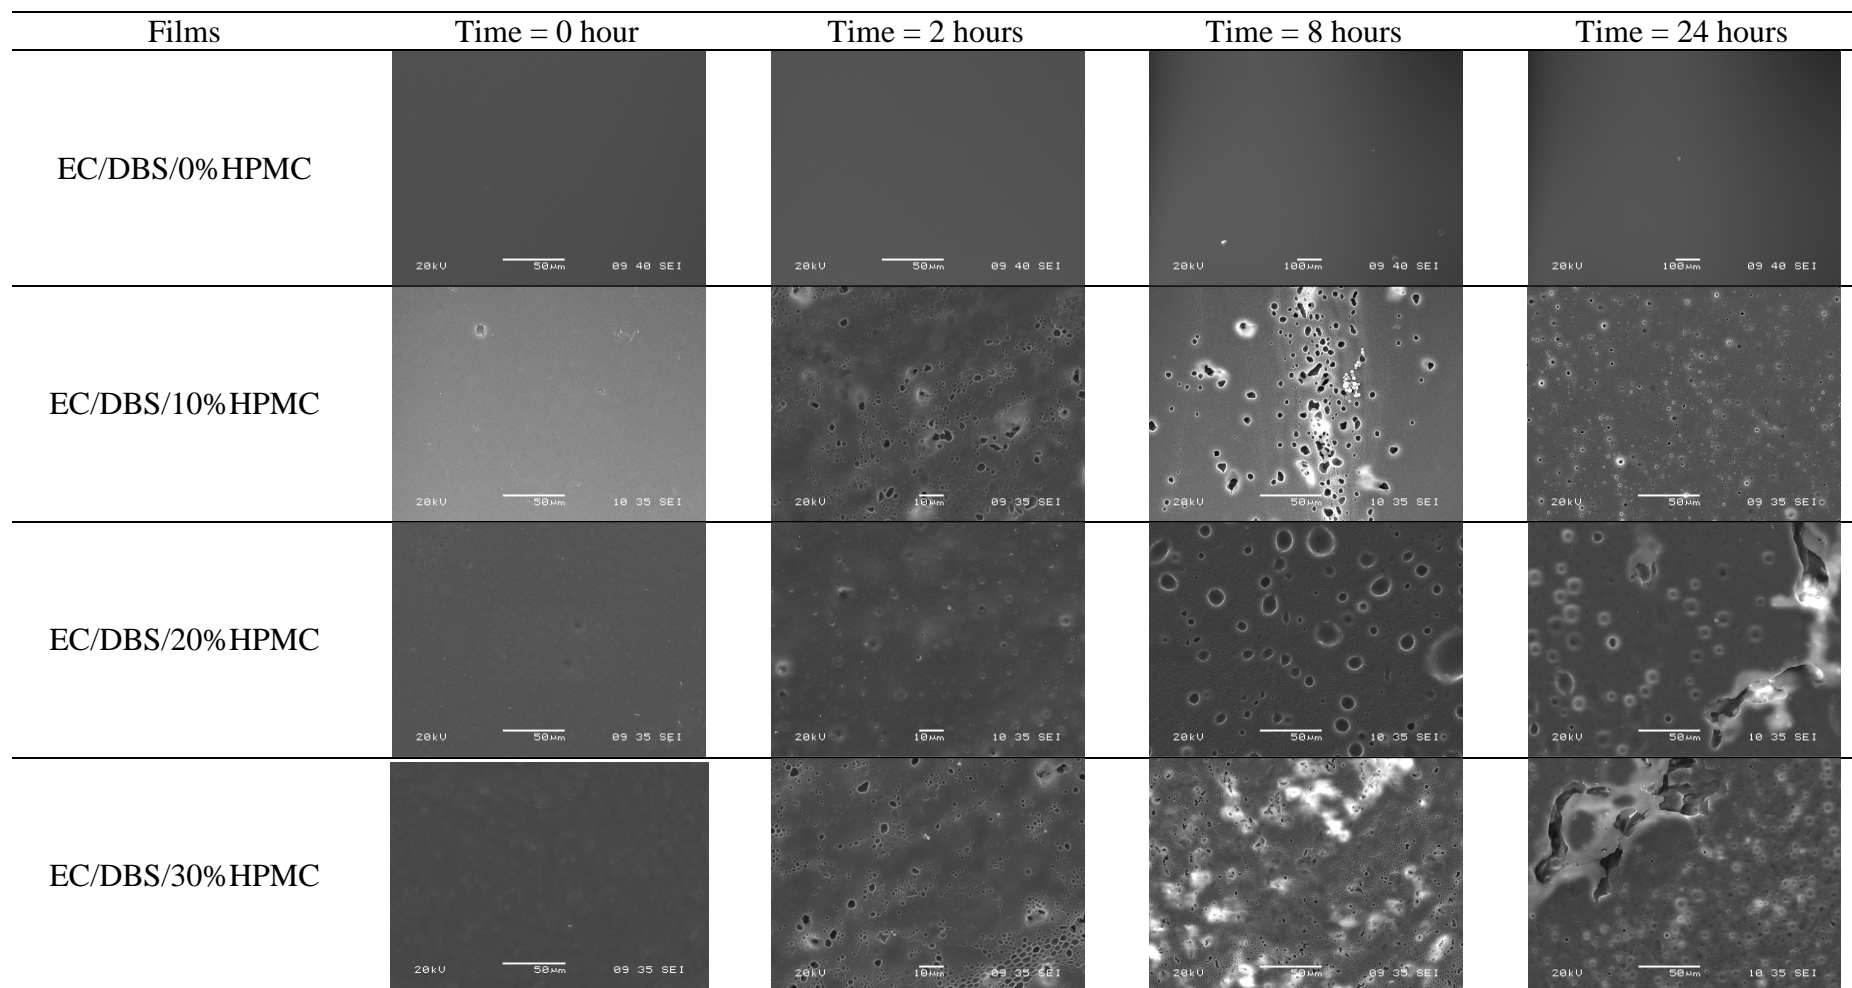 Films Time = 0 hour Time = 2 hours Time = 8 hours Time = 24 hours
EC/DBS/0%HPMC
20kV 50µm 09 40 SEI 20kV 50µm 09 40 SEI 20kV 100µm 09 40 SEI 20kV 100µm 09 40 SEI
EC/DBS/10%HPMC
20kV 50µm 10 35 SEI 20kV 10µm 09 35 SEI 20kV 50µm 10 35 SEI 20kV 50µm 09 35 SEI
EC/DBS/20%HPMC
20kV 50µm 09 35 SEI 20kV 10µm 10 35 SEI 20kV 50µm 10 35 SEI 20kV 50µm 10 35 SEI
EC/DBS/30%HPMC
20kV 50µm 09 35 SEI 20kV 10µm 09 35 SEI 20kV 50µm 09 35 SEI 20kV 50µm 10 35 SEI